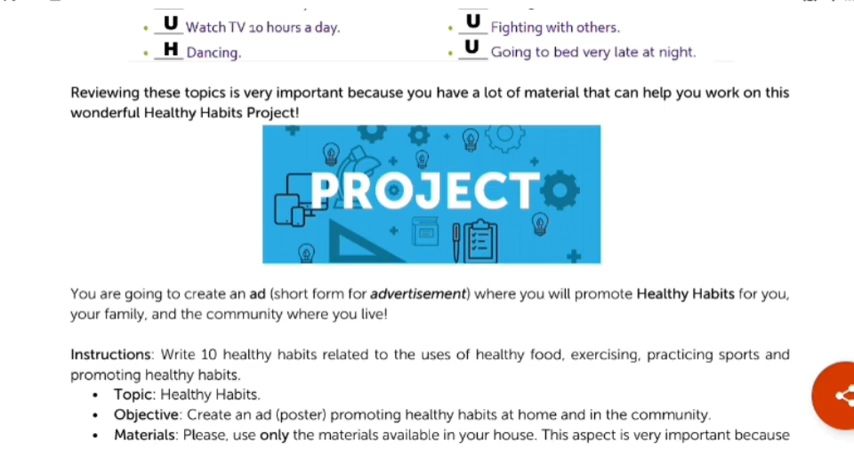 U Watch TV 10 hours a day.
U Fighting with others.
H Dancing.
U Going to bed very late at night.
Reviewing these topics is very important because you have a lot of material that can help you work on this
wonderful Healthy Habits Project!
PROJECT
You are going to create an ad (short form for advertisement) where you will promote Healthy Habits for you,
your family, and the community where you live!
Instructions: Write 10 healthy habits related to the uses of healthy food, exercising, practicing sports and
promoting healthy habits.
• Topic: Healthy Habits.
• Objective: Create an ad (poster) promoting healthy habits at home and in the community.
• Materials: Please, use only the materials available in your house. This aspect is very important because